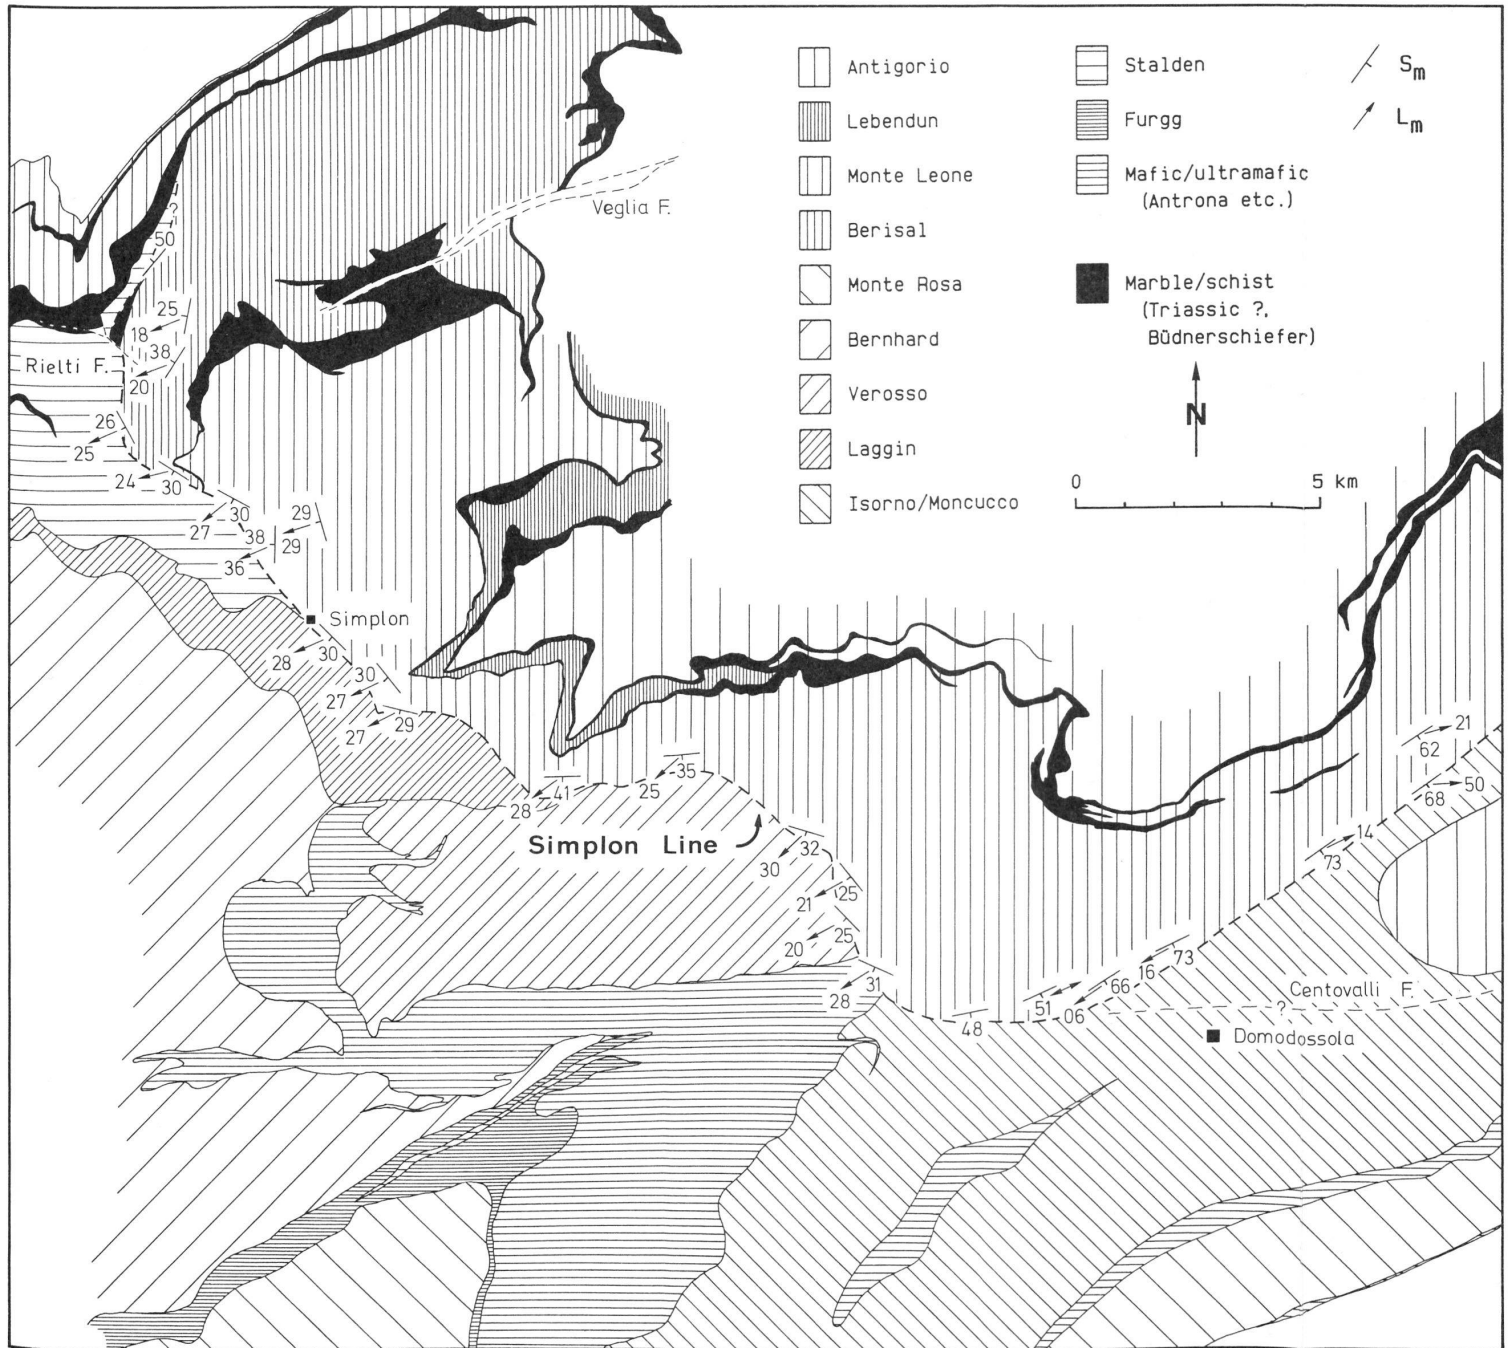 Antigorio
Lebendun
Monte Leone
Berisal
Monte Rosa
Bernhard
Verosso
Laggin
Isorno/Moncucco
Stalden
Furgg
Mafic/ultramafic
(Antrona etc.)
Marble/schist
(Triassic ?,
Büdnerschiefer)
Sm
Lm
N
0 5 km
Veglia F.
?
50
25
18
38
Rielti F.
20
26
25
24
30
30
27
29
38
29
36
Simplon
28
30
30
27
29
27
41
28
35
25
Simplon Line
32
30
25
21
25
20
31
28
48
51
06
66
16
73
73
14
68
50
62
21
Centovalli F.
?
Domodossola